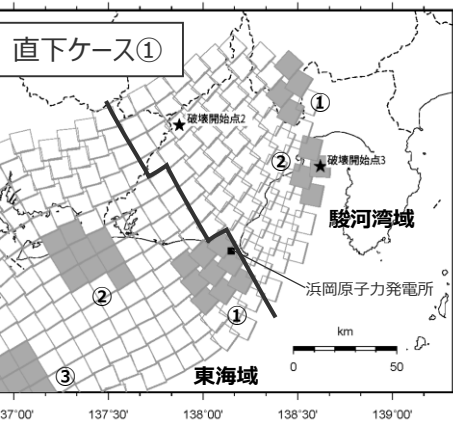 直下ケース①
破壊開始点2
①
②
破壊開始点3
駿河湾域
浜岡原子力発電所
②
①
km
0 50
③
東海域
137°00'
137°30'
138°00'
138°30'
139°00'